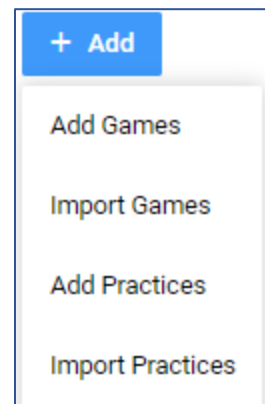 + Add
Add Games
Import Games
Add Practices
Import Practices